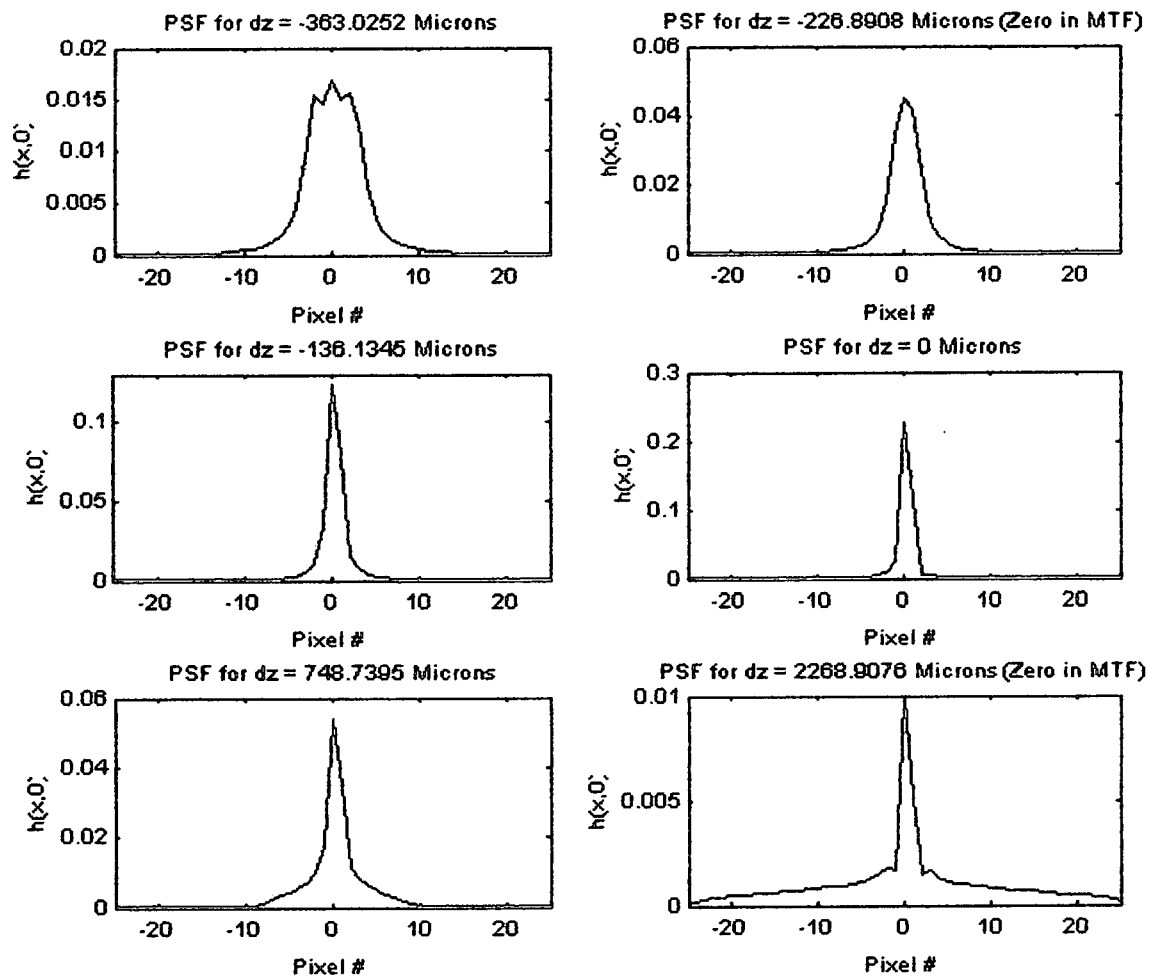 PSF for dz = -363.0252 Microns
0.02
0.015
0.01
0.005
0
h(x,0)
-20 -10 0 10 20
Pixel #
PSF for dz = -226.8908 Microns (Zero in MTF)
0.06
0.04
0.02
0
h(x,0)
-20 -10 0 10 20
Pixel #
PSF for dz = -136.1345 Microns
0.1
0.05
0
h(x,0)
-20 -10 0 10 20
Pixel #
PSF for dz = 0 Microns
0.3
0.2
0.1
0
h(x,0)
-20 -10 0 10 20
Pixel #
PSF for dz = 748.7395 Microns
0.06
0.04
0.02
0
h(x,0)
-20 -10 0 10 20
Pixel #
PSF for dz = 2268.9076 Microns (Zero in MTF)
0.01
0.005
0
h(x,0)
-20 -10 0 10 20
Pixel #